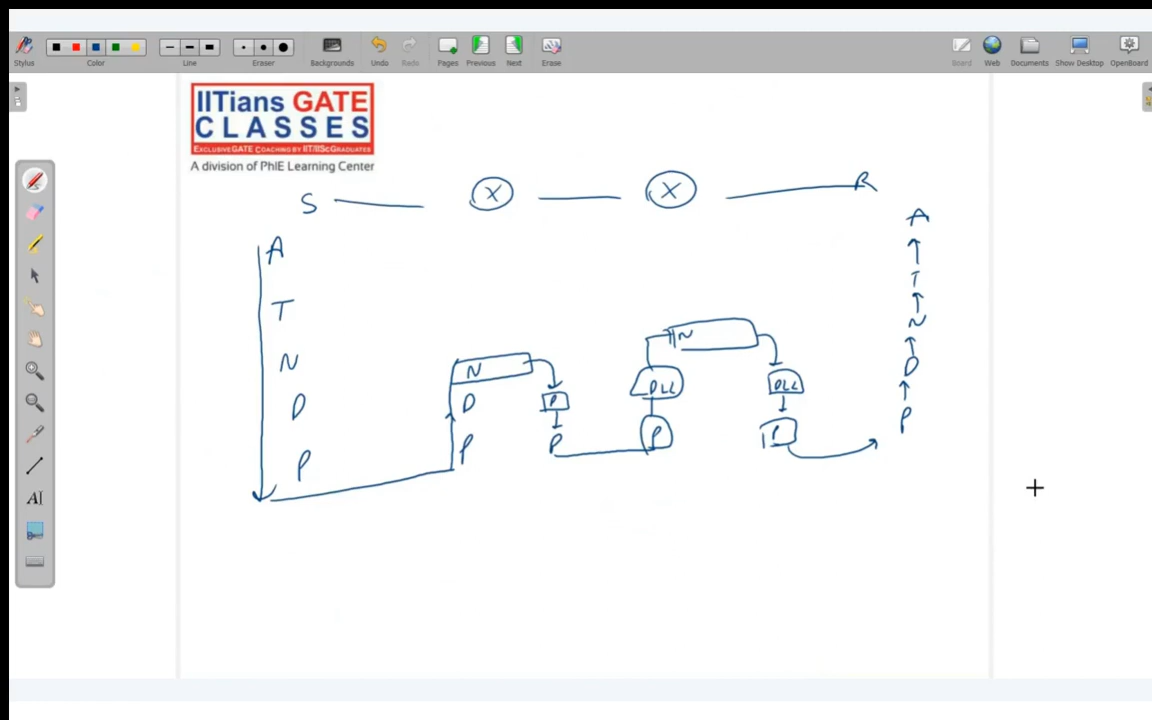 Stylus
Color
Line
Eraser
Backgrounds
Undo
Redo
Pages
Previous
Next
Erase
Board
Web
Documents
Show Desktop
OpenBoard
IITians GATE
CLASSES
EXCLUSIVE GATE COACHING BY IIT/IISc GRADUATES
A division of PhIE Learning Center
S X X R
A
T
N
D
P
N
D
P
P
P
N
DLL
P
DLL
P
A
T
N
D
P
AI